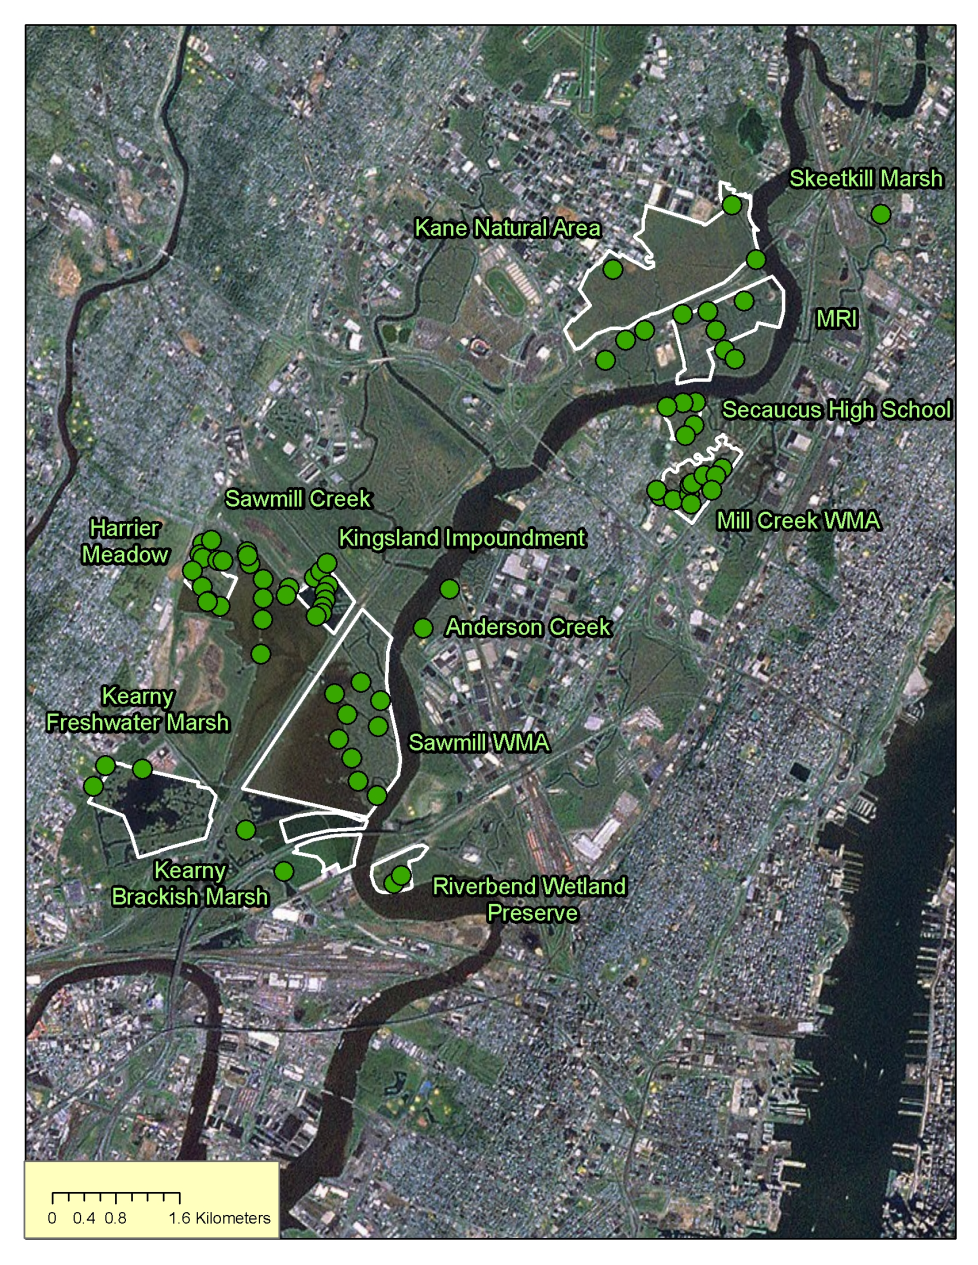 Skeetkill Marsh
Kane Natural Area
MRI
Secaucus High School
Sawmill Creek
Mill Creek WMA
Harrier
Meadow
Kingsland Impoundment
Anderson Creek
Kearny
Freshwater Marsh
Sawmill WMA
Kearny
Brackish Marsh
Riverbend Wetland
Preserve
0 0.4 0.8 1.6 Kilometers